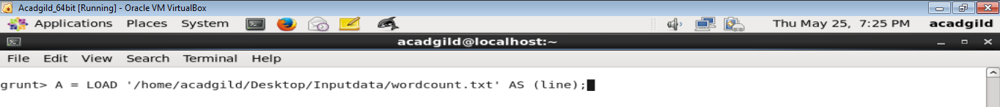 Acadgild_64bit [Running] - Oracle VM VirtualBox
Applications Places System Thu May 25, 7:25 PM acadgild
acadgild@localhost:~
File Edit View Search Terminal Help
grunt> A = LOAD '/home/acadgild/Desktop/Inputdata/wordcount.txt' AS (line);